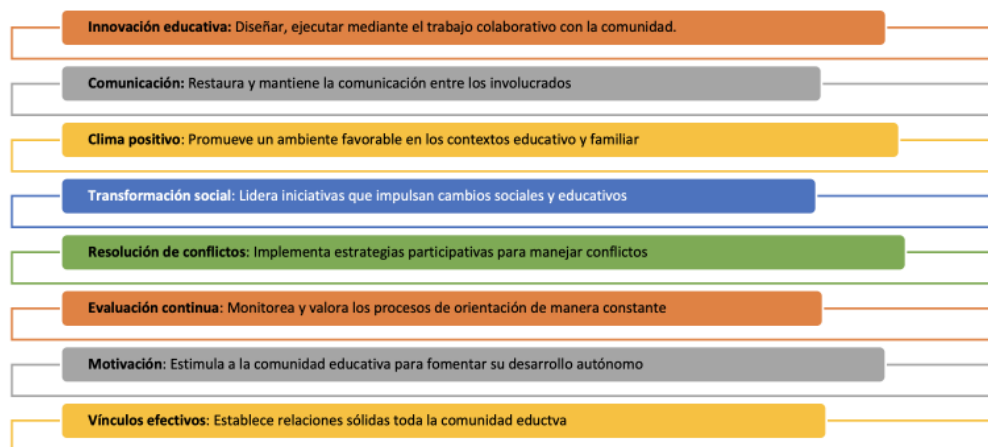 Innovación educativa: Diseñar, ejecutar mediante el trabajo colaborativo con la comunidad.
Comunicación: Restaura y mantiene la comunicación entre los involucrados
Clima positivo: Promueve un ambiente favorable en los contextos educativo y familiar
Transformación social: Lidera iniciativas que impulsan cambios sociales y educativos
Resolución de conflictos: Implementa estrategias participativas para manejar conflictos
Evaluación continua: Monitorea y valora los procesos de orientación de manera constante
Motivación: Estimula a la comunidad educativa para fomentar su desarrollo autónomo
Vínculos efectivos: Establece relaciones sólidas toda la comunidad eductva